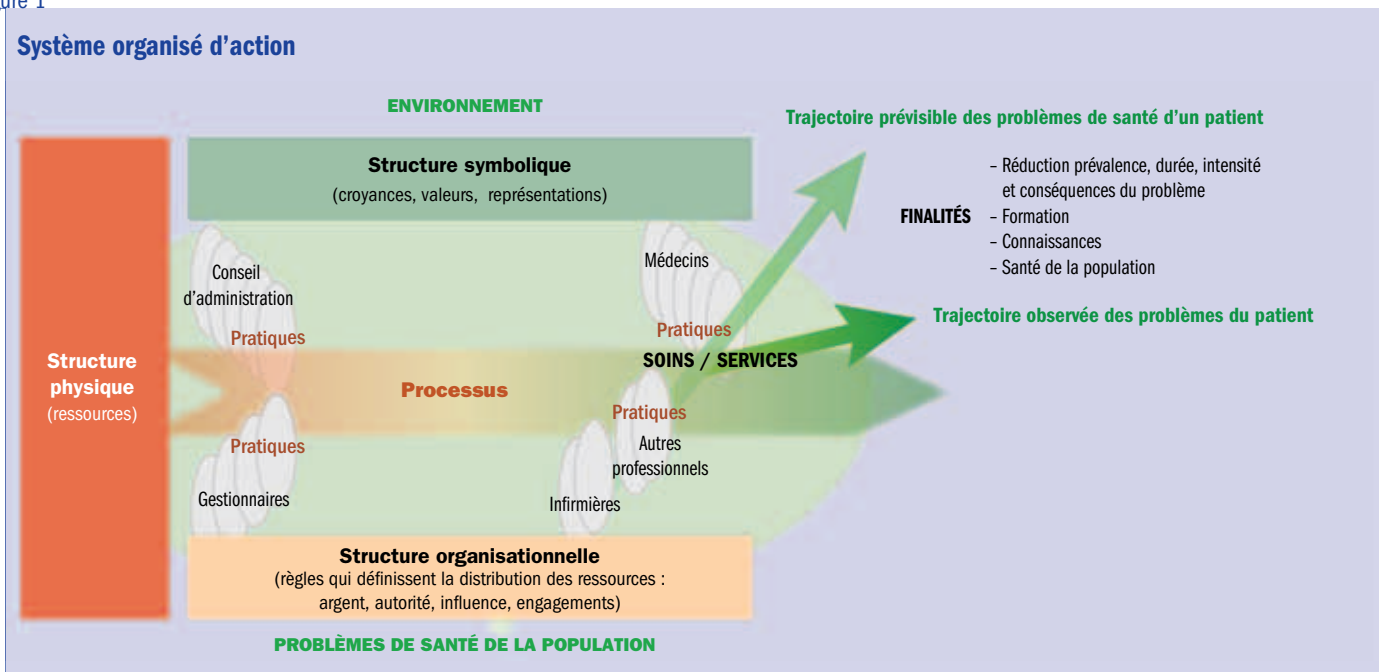 Système organisé d'action
ENVIRONNEMENT
Structure symbolique
(croyances, valeurs, représentations)
Trajectoire prévisible des problèmes de santé d'un patient
– Réduction prévalence, durée, intensité
et conséquences du problème
FINALITÉS – Formation
– Connaissances
– Santé de la population
Conseil
d'administration
Pratiques
Médecins
Pratiques
Trajectoire observée des problèmes du patient
Structure
physique
(ressources)
SOINS / SERVICES
Processus
Pratiques
Gestionnaires
Pratiques
Autres
professionnels
Infirmières
Structure organisationnelle
(règles qui définissent la distribution des ressources :
argent, autorité, influence, engagements)
PROBLÈMES DE SANTÉ DE LA POPULATION